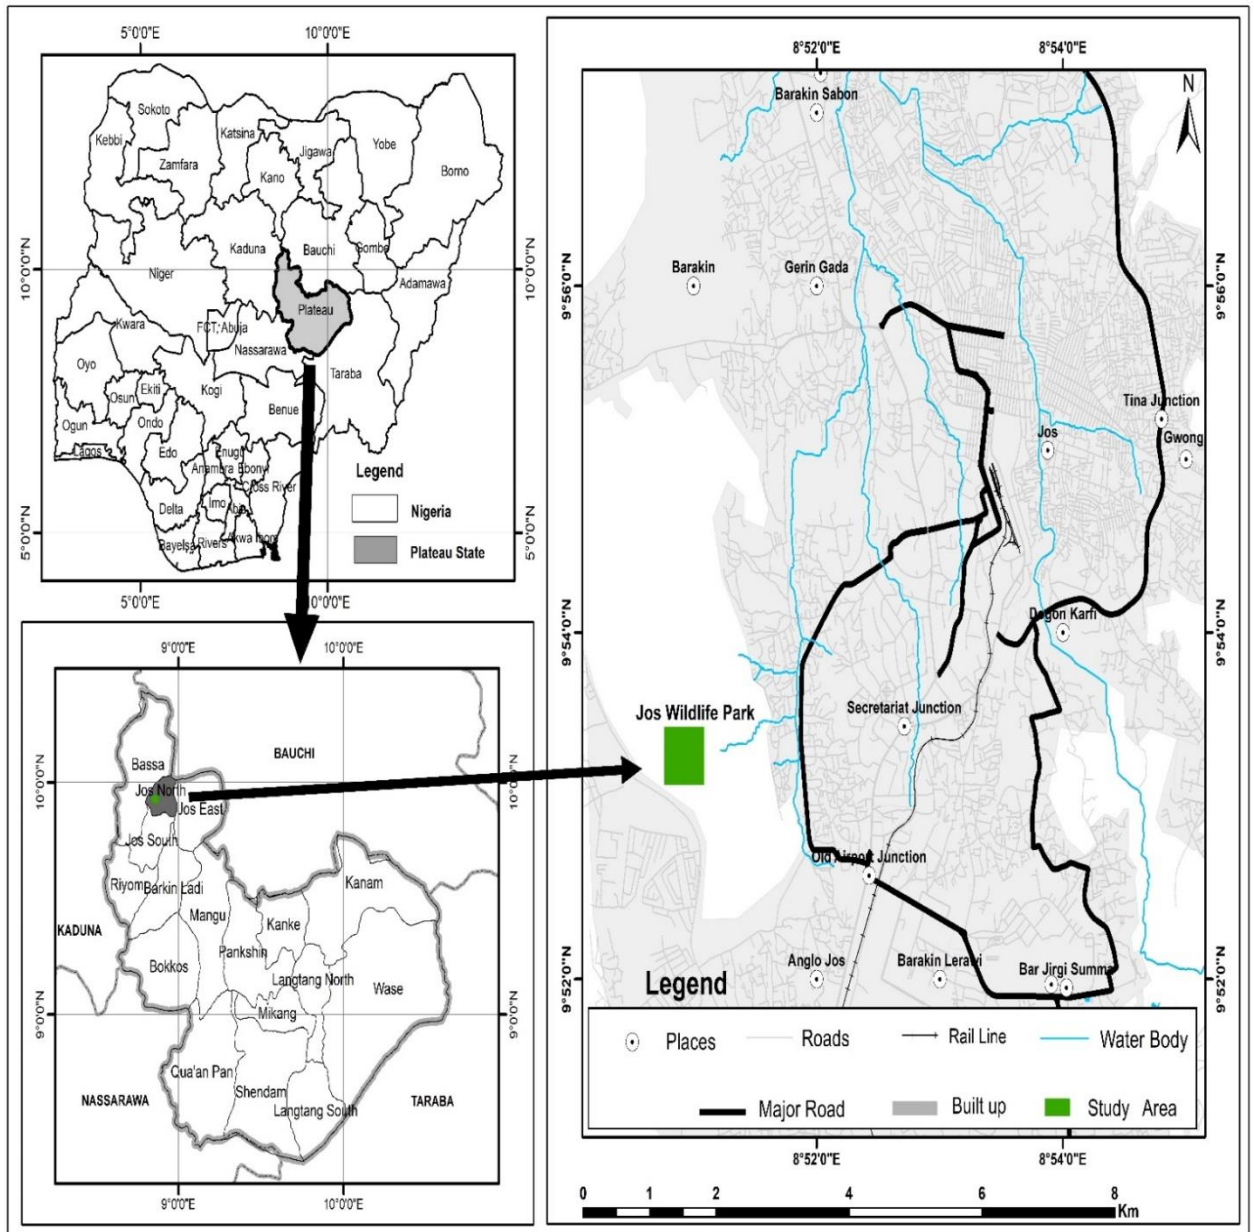 5°0'0"E 10°0'0"E
Sokoto
Kebbi
Katsina
Zamfara
Jigawa
Yobe
Kano
Borno
Kaduna
Bauchi
Gombe
Niger
Adamawa
Plateau
Kwara
FCT, Abuja
Nassarawa
Oyo
Taraba
Ekiti
Kogi
Osun
Benue
Ogun
Ondo
Lagos
Edo
Enugu
Anambra Ebonyi
Cross River
Delta
Imo
Abia
Bayelsa
Rivers
Akwa Ibom
10°0'0"N
5°0'0"N
10°0'0"N
5°0'0"N
Legend
Nigeria
Plateau State
5°0'0"E 10°0'0"E
9°0'0"E 10°0'0"E
BAUCHI
Bassa
Jos North
Jos East
Jos South
Riyom
Barkin Ladi
Kanam
Mangu
Kanke
KADUNA
Pankshin
Bokkos
Langtang North
Wase
Mikang
Qua'an Pan
Shendam
Langtang South
NASSARAWA
TARABA
10°0'0"N
9°0'0"N
10°0'0"N
9°0'0"N
9°0'0"E 10°0'0"E
8°52'0"E 8°54'0"E
N
Barakin Sabon
Barakin
Gerin Gada
Tina Junction
Jos
Gwong
Dogon Karfi
Secretariat Junction
Jos Wildlife Park
Old Airport Junction
Anglo Jos
Barakin Lerawi
Bar Jirgi Summa
9°56'0"N
9°54'0"N
9°52'0"N
9°56'0"N
9°54'0"N
9°52'0"N
Legend
Places Roads Rail Line Water Body
Major Road Built up Study Area
8°52'0"E 8°54'0"E
0 1 2 4 6 8
Km